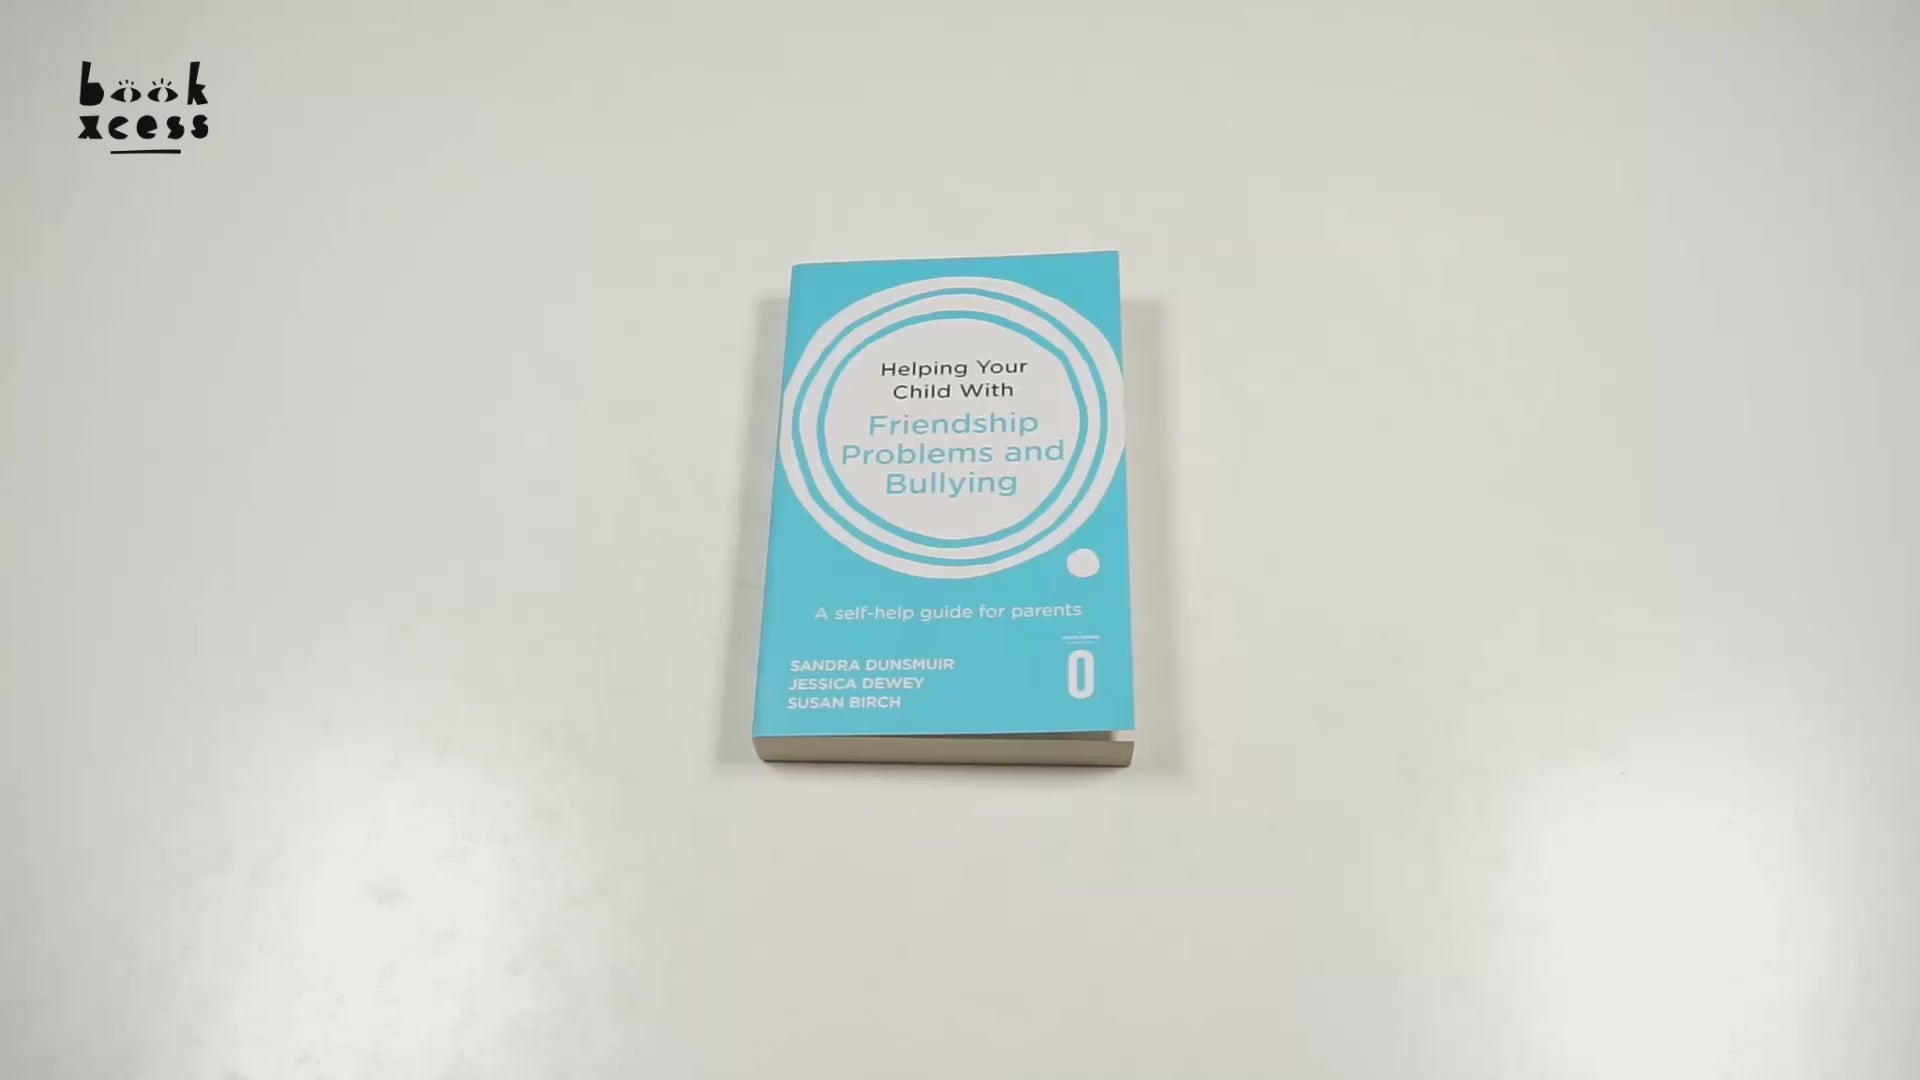 book
xcess
Helping Your
Child With
Friendship
Problems and
Bullying
A self-help guide for parents
SANDRA DUNSMUIR
JESSICA DEWEY
SUSAN BIRCH
O